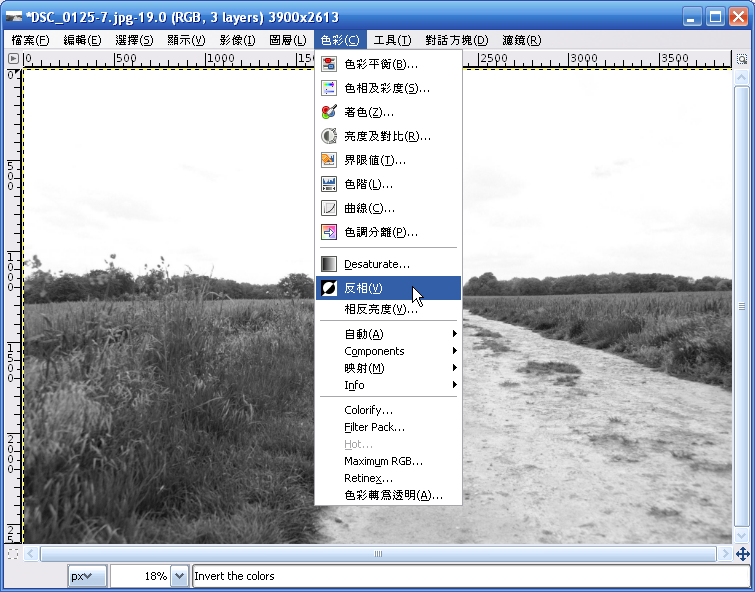 *DSC_0125-7.jpg-19.0 (RGB, 3 layers) 3900x2613
檔案(F) 編輯(E) 選擇(S) 顯示(V) 影像(I) 圖層(L) 色彩(C) 工具(T) 對話方塊(D) 濾鏡(R)
0 500 1000 15 2500 3000 3500
0
500
1000
1500
2000
25
色彩平衡(B)...
色相及彩度(S)...
著色(Z)...
亮度及對比(R)...
界限值(T)...
色階(L)...
曲線(C)...
色調分離(P)...
Desaturate...
反相(V)
相反亮度(V)...
自動(A)
Components
映射(M)
Info
Colorify...
Filter Pack...
Hot...
Maximum RGB...
Retinex...
色彩轉為透明(A)...
px 18% Invert the colors